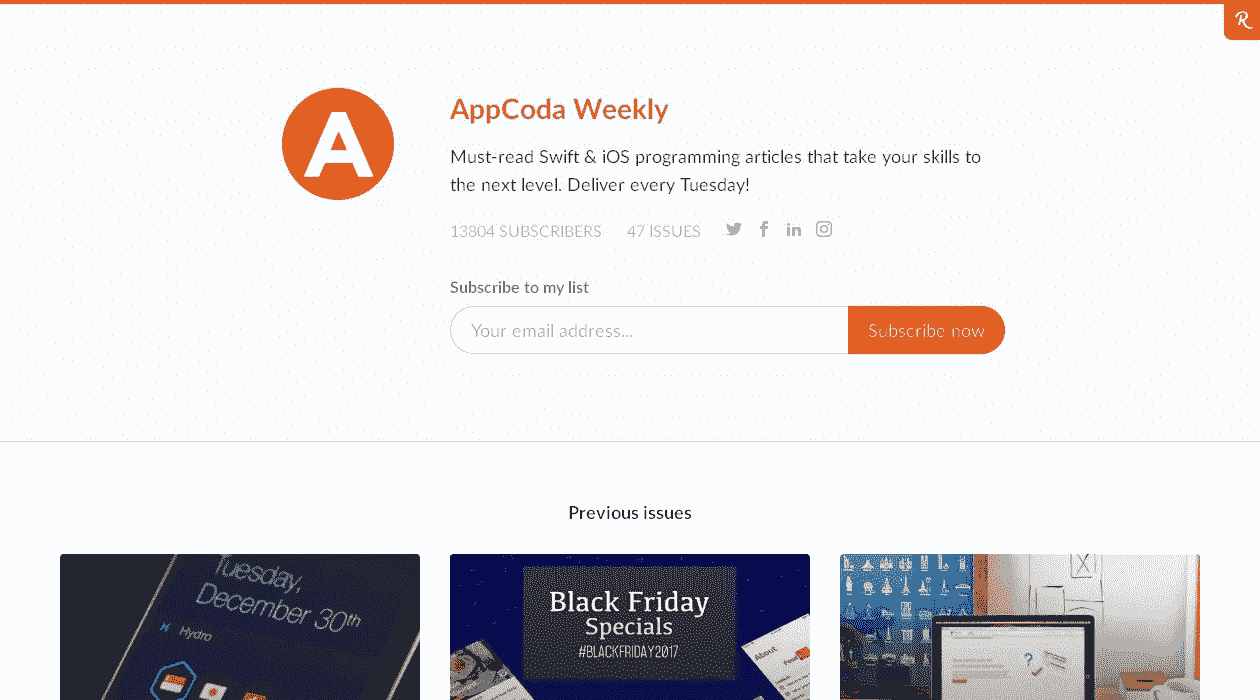 R
A
AppCoda Weekly
Must-read Swift & iOS programming articles that take your skills to
the next level. Deliver every Tuesday!
13804 SUBSCRIBERS 47 ISSUES
Subscribe to my list
Your email address...
Subscribe now
Previous issues
Tuesday,
December 30th
Hydro
Black Friday
Specials
#BLACKFRIDAY2017
About